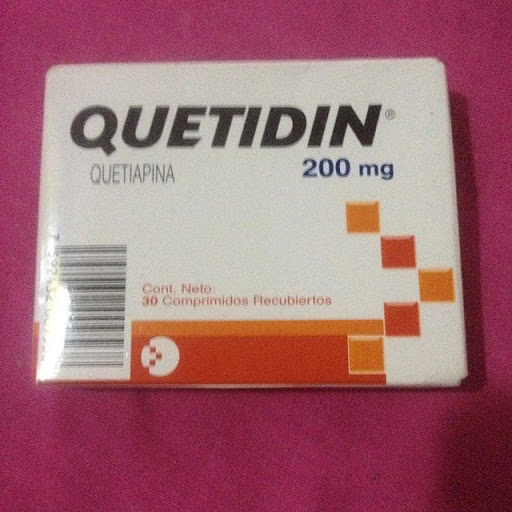 QUETIDIN®
QUETIAPINA
200 mg
Cont. Neto:
30 Comprimidos Recubiertos